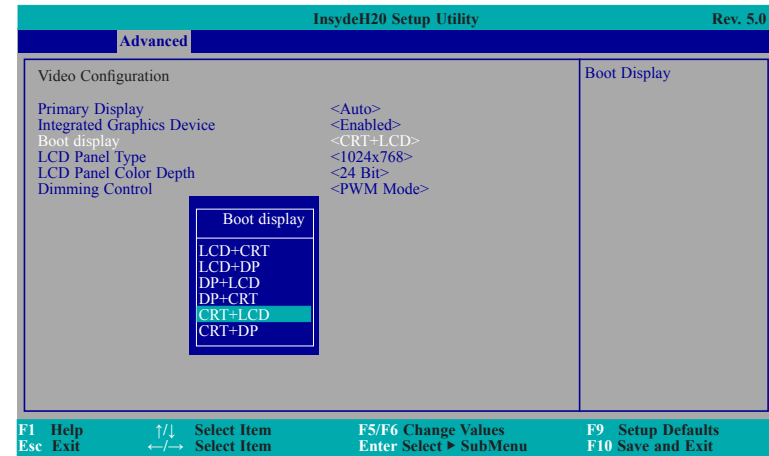 InsydeH20 Setup Utility Rev. 5.0
Advanced
Video Configuration
Boot Display
Primary Display <Auto>
Integrated Graphics Device <Enabled>
Boot display <CRT+LCD>
LCD Panel Type <1024x768>
LCD Panel Color Depth <24 Bit>
Dimming Control <PWM Mode>
Boot display
LCD+CRT
LCD+DP
DP+LCD
DP+CRT
CRT+LCD
CRT+DP
F1 Help ↑/↓ Select Item F5/F6 Change Values F9 Setup Defaults
Esc Exit ←/→ Select Item Enter Select ▶ SubMenu F10 Save and Exit